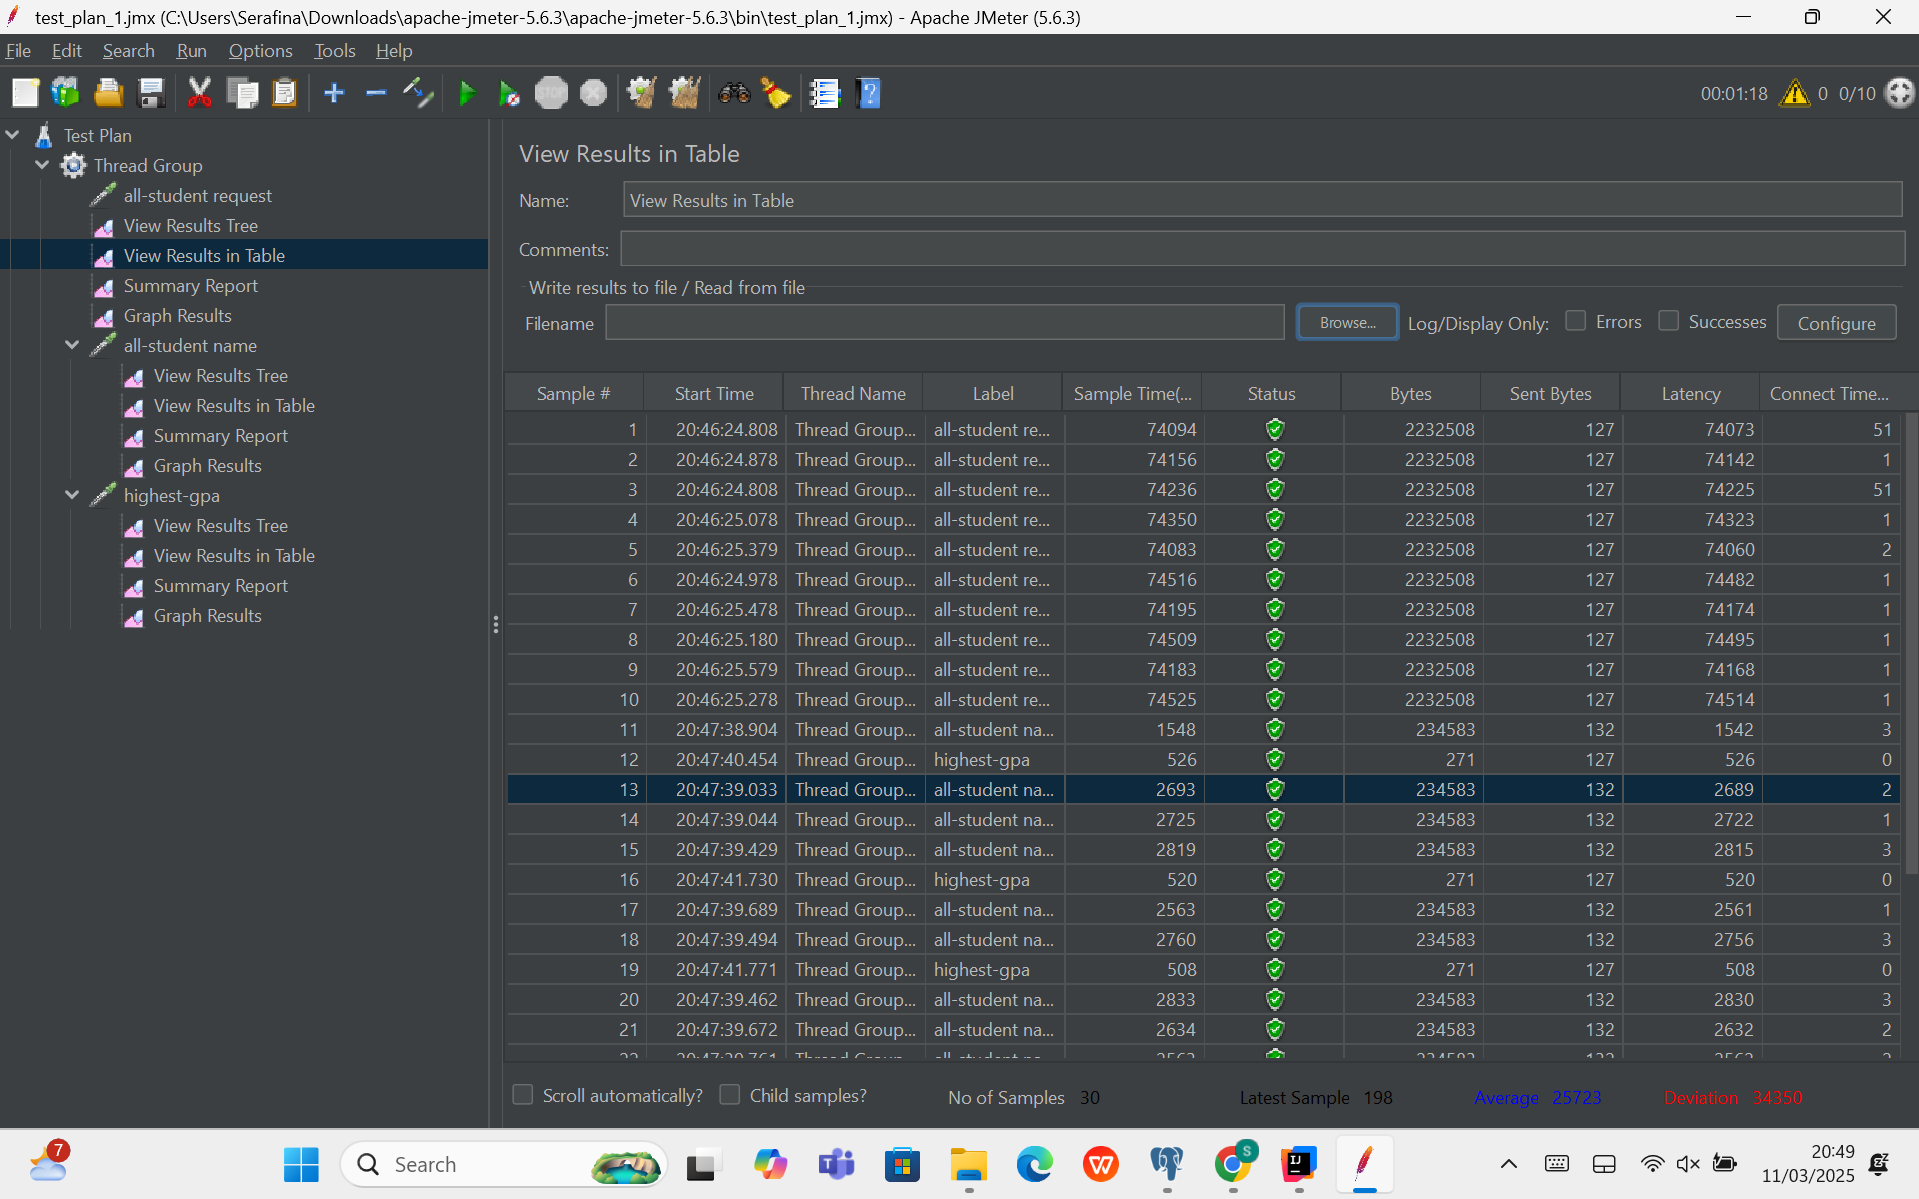 test_plan_1.jmx (C:\Users\Serafina\Downloads\apache-jmeter-5.6.3\apache-jmeter-5.6.3\bin\test_plan_1.jmx) - Apache JMeter (5.6.3)
File Edit Search Run Options Tools Help
STOP
00:01:18 0 0/10
Test Plan
Thread Group
all-student request
View Results Tree
View Results in Table
Summary Report
Graph Results
all-student name
View Results Tree
View Results in Table
Summary Report
Graph Results
highest-gpa
View Results Tree
View Results in Table
Summary Report
Graph Results
View Results in Table
Name: View Results in Table
Comments:
Write results to file / Read from file
Filename Browse... Log/Display Only: Errors Successes Configure
Sample # Start Time Thread Name Label Sample Time(... Status Bytes Sent Bytes Latency Connect Time...
1 20:46:24.808 Thread Group... all-student re... 74094 2232508 127 74073 51
2 20:46:24.878 Thread Group... all-student re... 74156 2232508 127 74142 1
3 20:46:24.808 Thread Group... all-student re... 74236 2232508 127 74225 51
4 20:46:25.078 Thread Group... all-student re... 74350 2232508 127 74323 1
5 20:46:25.379 Thread Group... all-student re... 74083 2232508 127 74060 2
6 20:46:24.978 Thread Group... all-student re... 74516 2232508 127 74482 1
7 20:46:25.478 Thread Group... all-student re... 74195 2232508 127 74174 1
8 20:46:25.180 Thread Group... all-student re... 74509 2232508 127 74495 1
9 20:46:25.579 Thread Group... all-student re... 74183 2232508 127 74168 1
10 20:46:25.278 Thread Group... all-student re... 74525 2232508 127 74514 1
11 20:47:38.904 Thread Group... all-student na... 1548 234583 132 1542 3
12 20:47:40.454 Thread Group... highest-gpa 526 271 127 526 0
13 20:47:39.033 Thread Group... all-student na... 2693 234583 132 2689 2
14 20:47:39.044 Thread Group... all-student na... 2725 234583 132 2722 1
15 20:47:39.429 Thread Group... all-student na... 2819 234583 132 2815 3
16 20:47:41.730 Thread Group... highest-gpa 520 271 127 520 0
17 20:47:39.689 Thread Group... all-student na... 2563 234583 132 2561 1
18 20:47:39.494 Thread Group... all-student na... 2760 234583 132 2756 3
19 20:47:41.771 Thread Group... highest-gpa 508 271 127 508 0
20 20:47:39.462 Thread Group... all-student na... 2833 234583 132 2830 3
21 20:47:39.672 Thread Group... all-student na... 2634 234583 132 2632 2
Scroll automatically? Child samples? No of Samples 30 Latest Sample 198 Average 25723 Deviation 34350
7 Search S IJ 20:49
11/03/2025